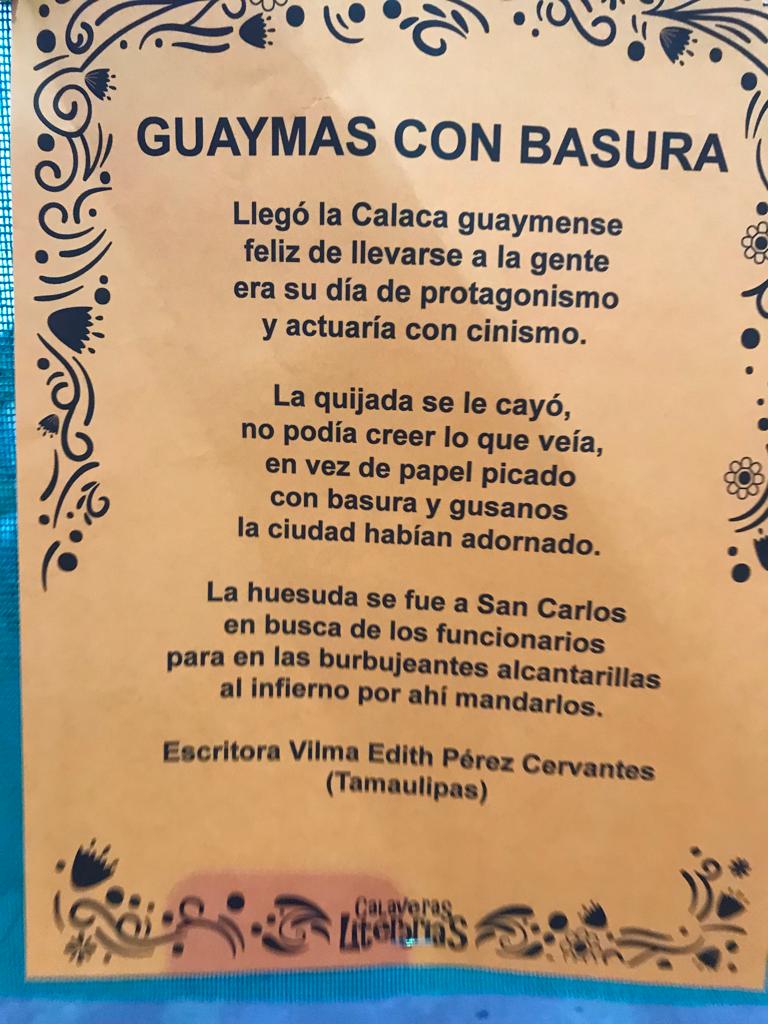 GUAYMAS CON BASURA
Llegó la Calaca guaymense
feliz de llevarse a la gente
era su día de protagonismo
y actuaría con cinismo.
La quijada se le cayó,
no podía creer lo que veía,
en vez de papel picado
con basura y gusanos
la ciudad habían adornado.
La huesuda se fue a San Carlos
en busca de los funcionarios
para en las burbujeantes alcantarillas
al infierno por ahí mandarlos.
Escritora Vilma Edith Pérez Cervantes
(Tamaulipas)
Calaveras
Literarias